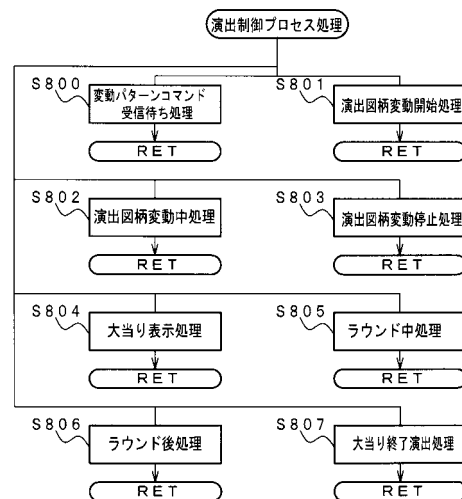 演出制御プロセス処理
S800
変動パターンコマンド
受信待ち処理
RET
S801
演出図柄変動開始処理
RET
S802
演出図柄変動中処理
RET
S803
演出図柄変動停止処理
RET
S804
大当り表示処理
RET
S805
ラウンド中処理
RET
S806
ラウンド後処理
RET
S807
大当り終了演出処理
RET